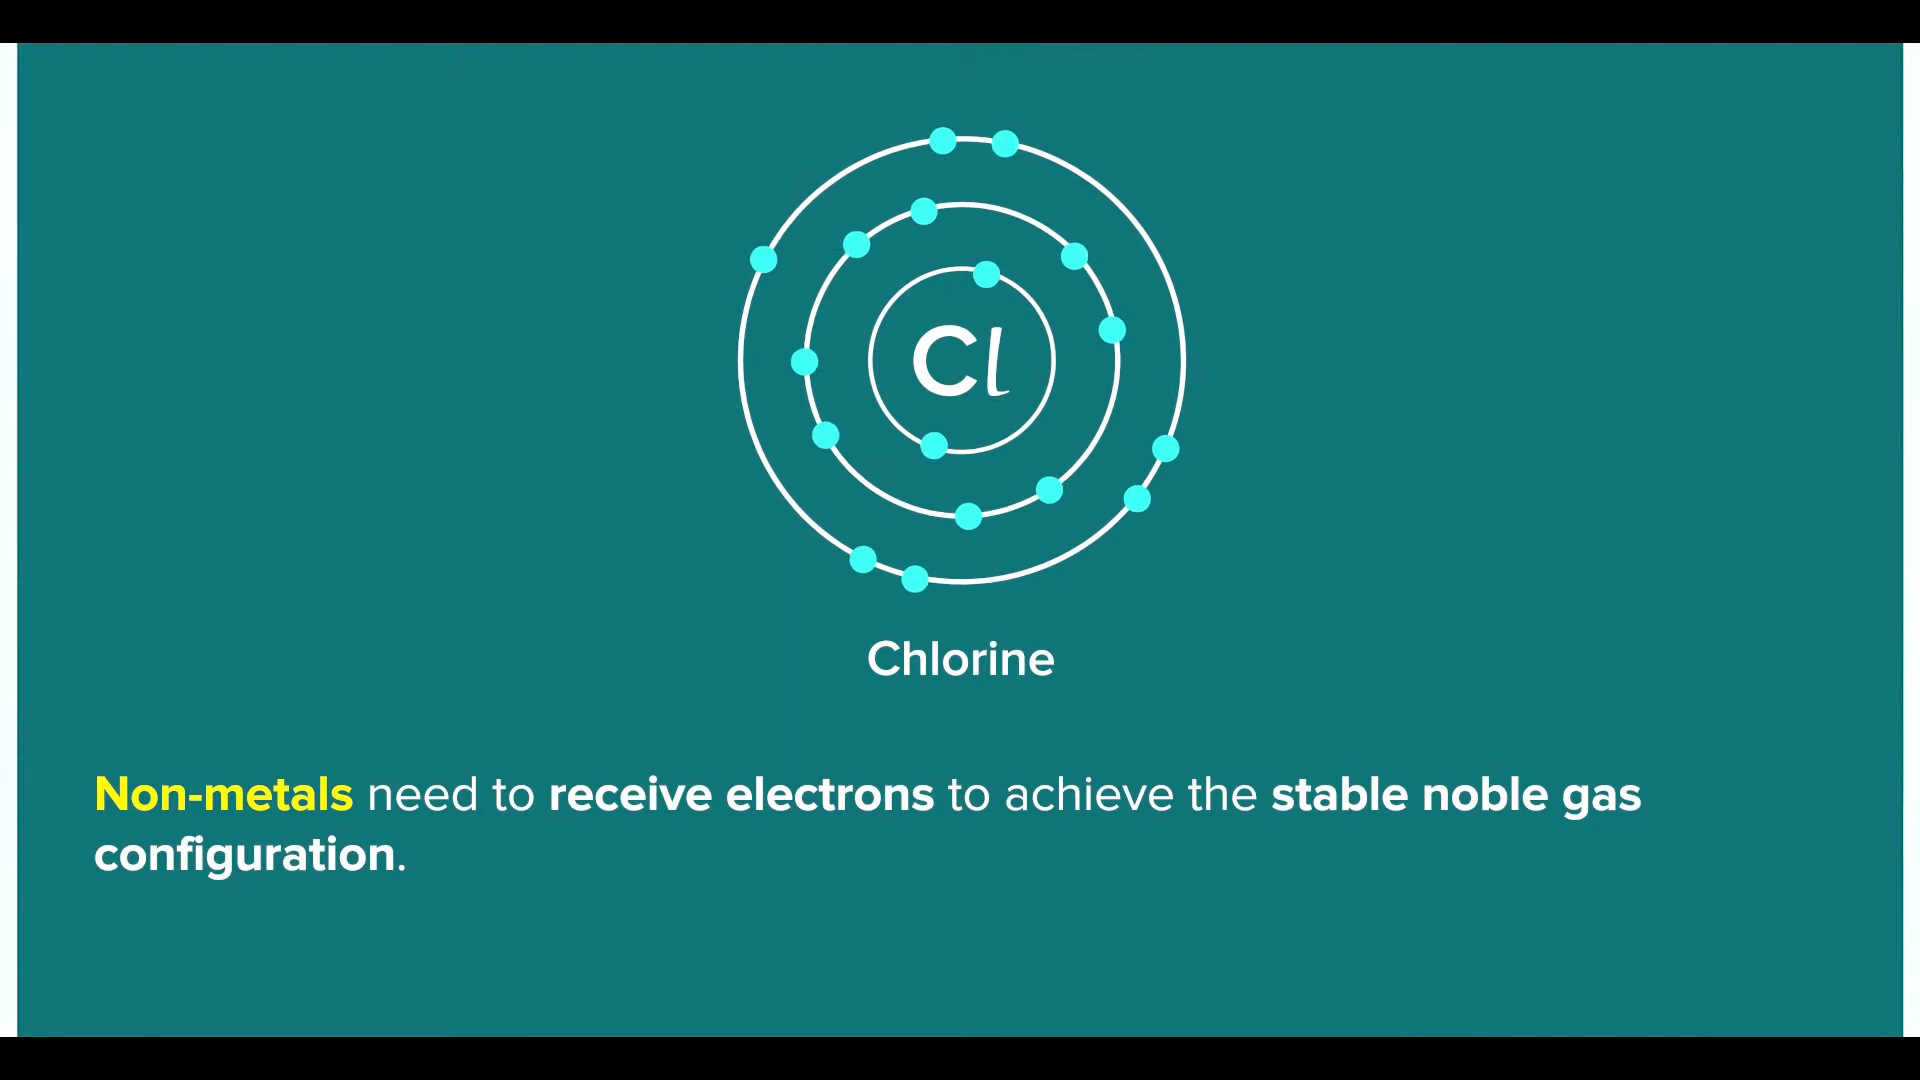 Cl
Chlorine
Non-metals need to receive electrons to achieve the stable noble gas
configuration.